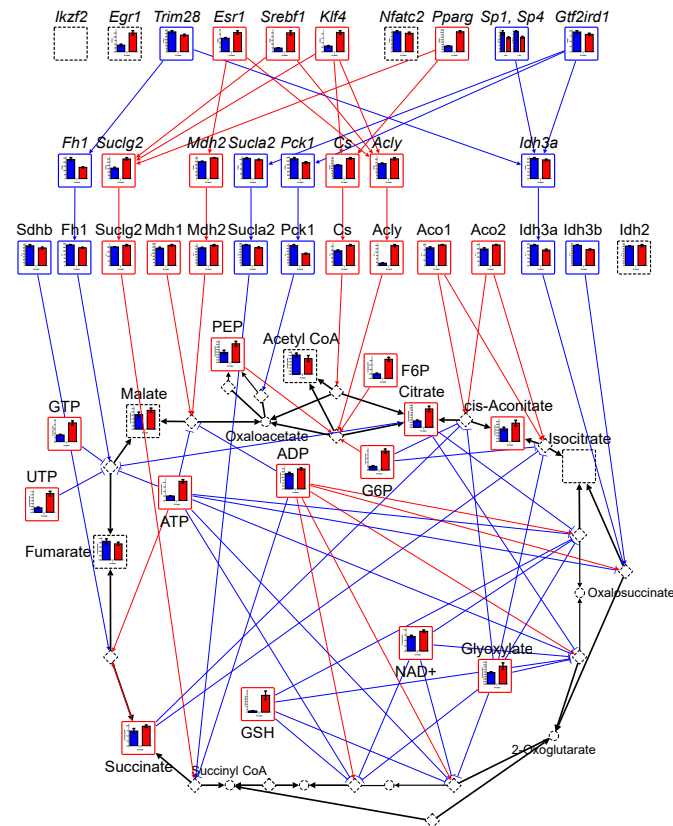 Ikzf2 Egr1 Trim28 Esr1 Srebf1 Klf4 Nfatc2 Pparg Sp1, Sp4 Gtf2ird1
Fh1 Suclg2 Mdh2 Sucla2 Pck1 Cs Acly Idh3a
Sdhb Fh1 Suclg2 Mdh1 Mdh2 Sucla2 Pck1 Cs Acly Aco1 Aco2 Idh3a Idh3b Idh2
PEP Acetyl CoA
F6P
GTP Malate Citrate cis-Aconitate
Oxaloacetate Isocitrate
ADP
UTP ATP G6P
Fumarate
Oxalosuccinate
NAD+ Glyoxylate
GSH
2-Oxoglutarate
Succinate Succinyl CoA